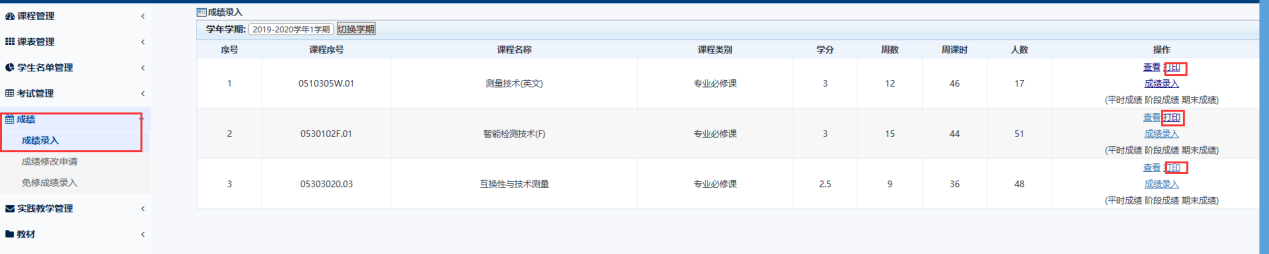 课程管理
课表管理
学生名单管理
考试管理
成绩
成绩录入
成绩修改申请
免修成绩录入
实践教学管理
教材
成绩录入
学年学期: 2019-2020学年1学期 切换学期
序号 课程序号 课程名称 课程类别 学分 周数 周课时 人数 操作
1 0510305W.01 测量技术(英文) 专业必修课 3 12 46 17 查看 打印
成绩录入
(平时成绩 阶段成绩 期末成绩)
2 0530102F.01 智能检测技术(F) 专业必修课 3 15 44 51 查看 打印
成绩录入
(平时成绩 阶段成绩 期末成绩)
3 05303020.03 互换性与技术测量 专业必修课 2.5 9 36 48 查看 打印
成绩录入
(平时成绩 阶段成绩 期末成绩)